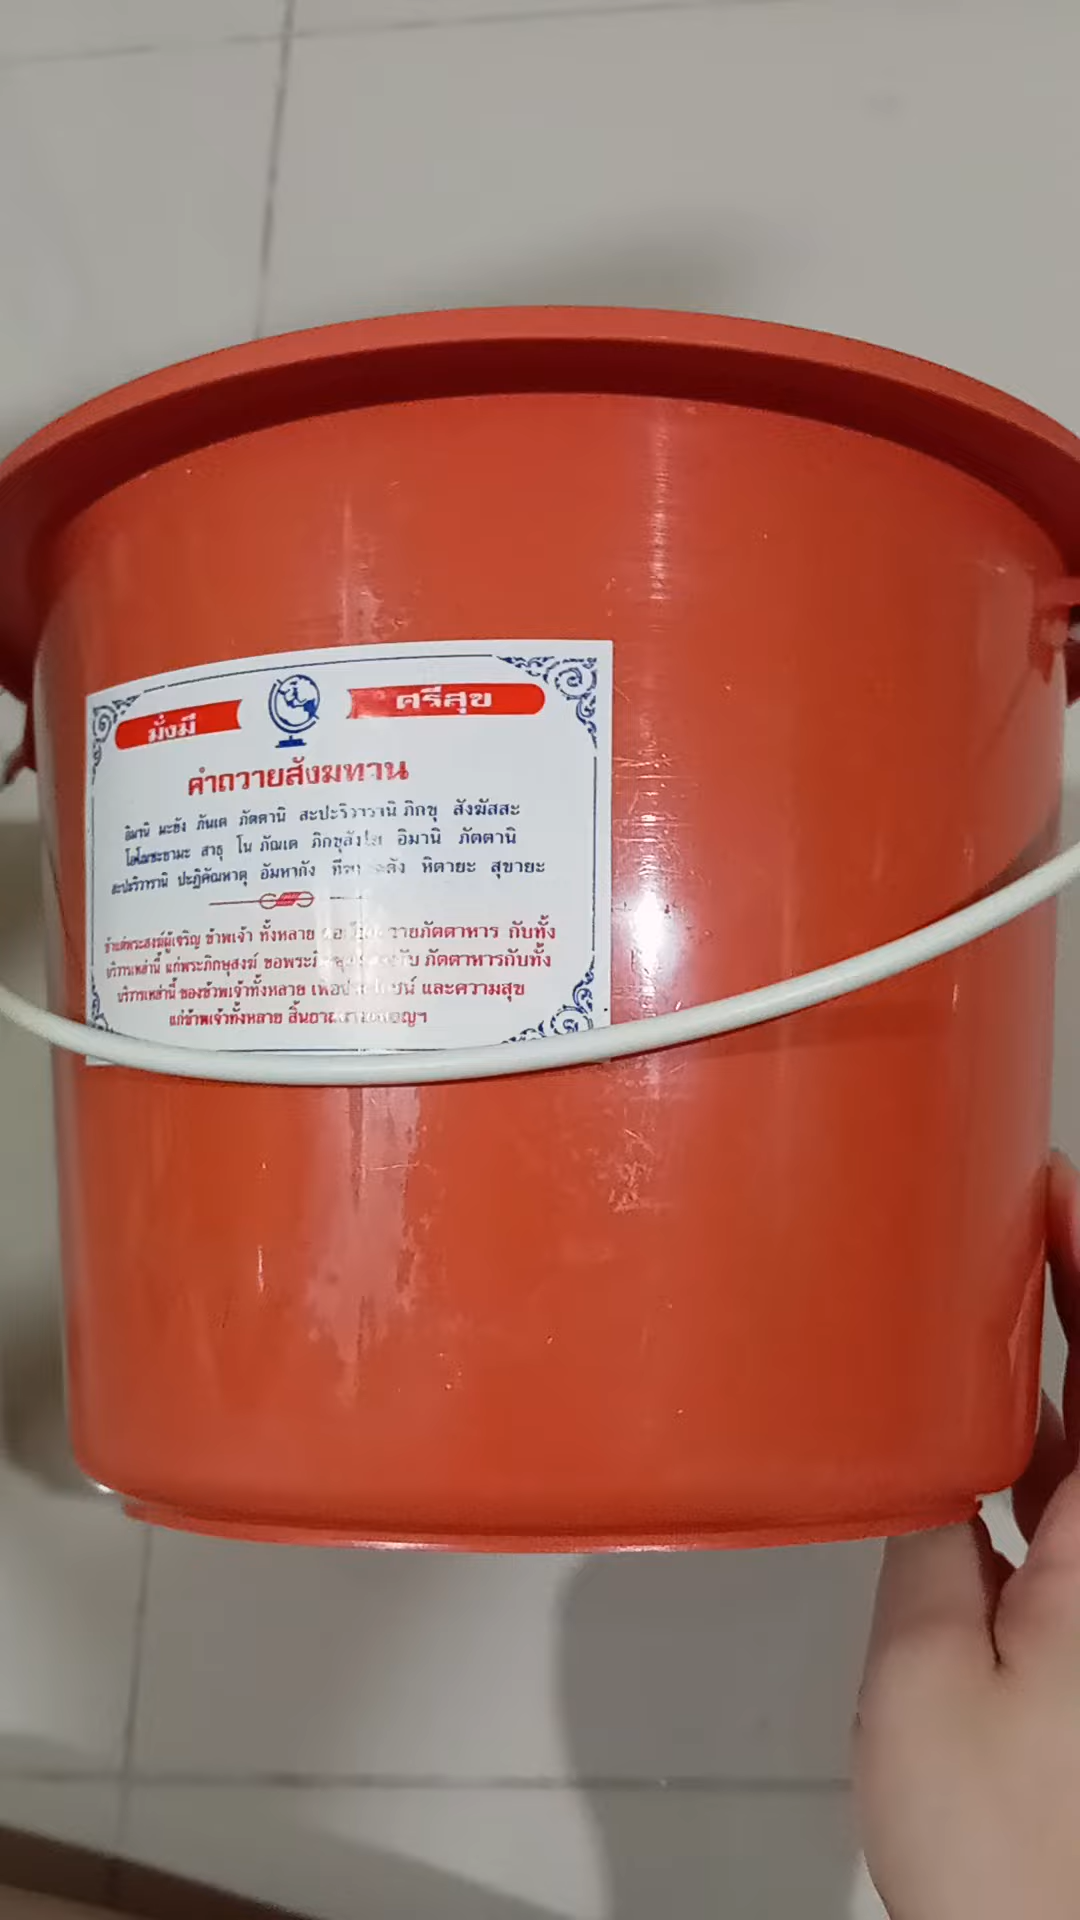 มั่งมี ศรีสุข
คำถวายสังฆทาน
อิมานิ มะยัง ภันเต ภัตตานิ สะปะริวารานิ ภิกขุ สังฆัสสะ
โอโณชะยามะ สาธุ โน ภัณเต อิมานิ ภัตตานิ
สะปะริวารานิ ปะฏิคัณหาตุ อัมหากัง หิตายะ สุขายะ
ข้าแต่พระสงฆ์ผู้เจริญ ข้าพเจ้า ทั้งหลาย ภัตตาหาร กับทั้ง
บริวารเหล่านี้ แก่พระภิกษุสงฆ์ ขอพระ ภัตตาหารกับทั้ง
บริวารเหล่านี้ ของข้าพเจ้าทั้งหลาย และความสุข
แก่ข้าพเจ้าทั้งหลาย